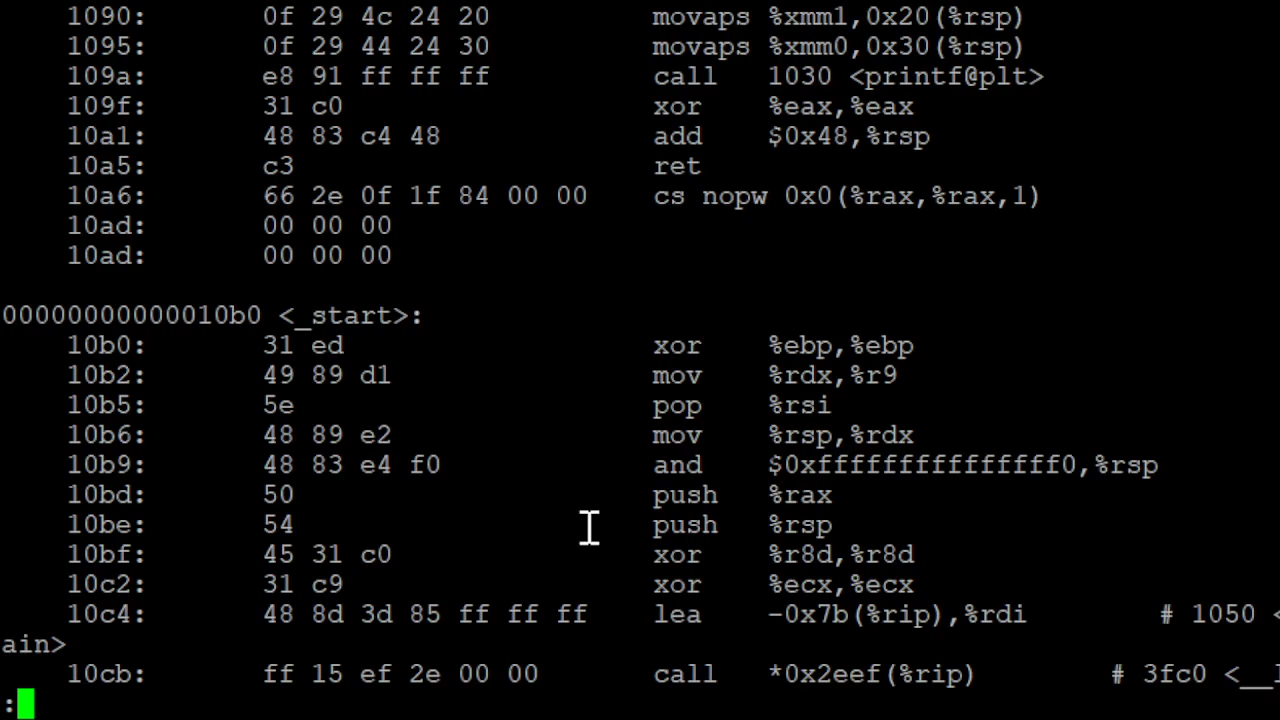 1090: 0f 29 4c 24 20 movaps %xmm1,0x20(%rsp)
1095: 0f 29 44 24 30 movaps %xmm0,0x30(%rsp)
109a: e8 91 ff ff ff call 1030 <printf@plt>
109f: 31 c0 xor %eax,%eax
10a1: 48 83 c4 48 add $0x48,%rsp
10a5: c3 ret
10a6: 66 2e 0f 1f 84 00 00 cs nopw 0x0(%rax,%rax,1)
10ad: 00 00 00
10ad: 00 00 00
00000000000010b0 <_start>:
10b0: 31 ed xor %ebp,%ebp
10b2: 49 89 d1 mov %rdx,%r9
10b5: 5e pop %rsi
10b6: 48 89 e2 mov %rsp,%rdx
10b9: 48 83 e4 f0 and $0xfffffffffffffff0,%rsp
10bd: 50 push %rax
10be: 54 push %rsp
10bf: 45 31 c0 xor %r8d,%r8d
10c2: 31 c9 xor %ecx,%ecx
10c4: 48 8d 3d 85 ff ff ff lea -0x7b(%rip),%rdi # 1050 <
ain>
10cb: ff 15 ef 2e 00 00 call *0x2eef(%rip) # 3fc0 <__l
: